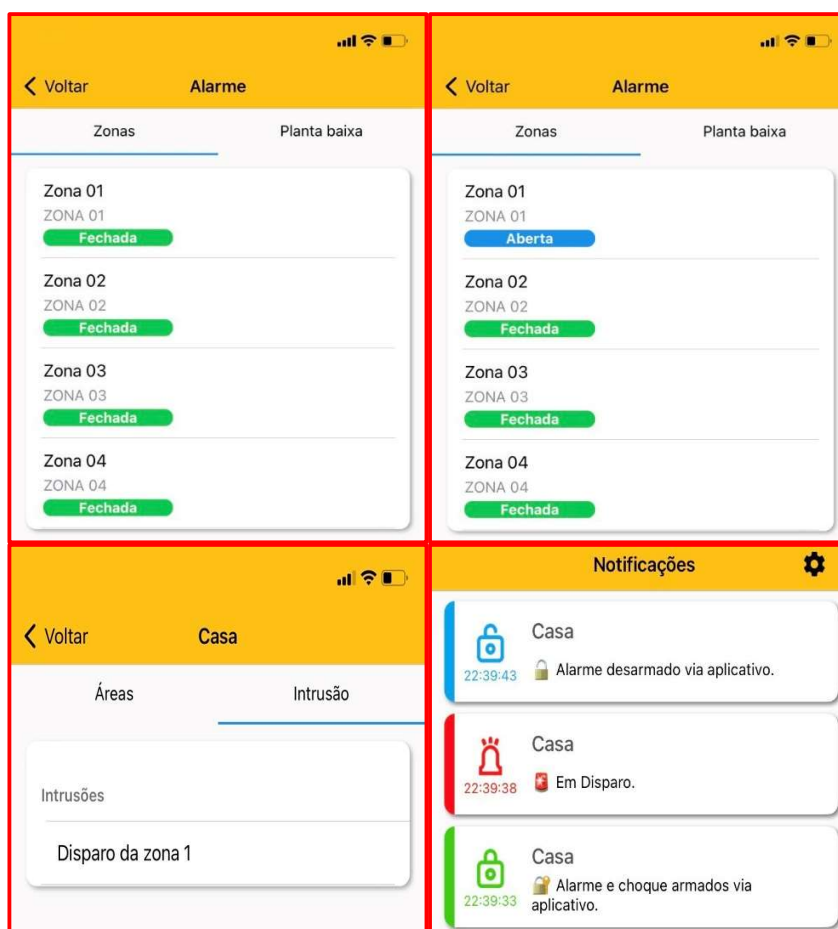 Voltar Alarme
Zonas Planta baixa
Zona 01
ZONA 01
Fechada
Zona 02
ZONA 02
Fechada
Zona 03
ZONA 03
Fechada
Zona 04
ZONA 04
Fechada
Voltar Alarme
Zonas Planta baixa
Zona 01
ZONA 01
Aberta
Zona 02
ZONA 02
Fechada
Zona 03
ZONA 03
Fechada
Zona 04
ZONA 04
Fechada
Voltar Casa
Áreas Intrusão
Intrusões
Disparo da zona 1
Notificações
Casa
22:39:43 Alarme desarmado via aplicativo.
Casa
22:39:38 Em Disparo.
Casa
Alarme e choque armados via
22:39:33 aplicativo.